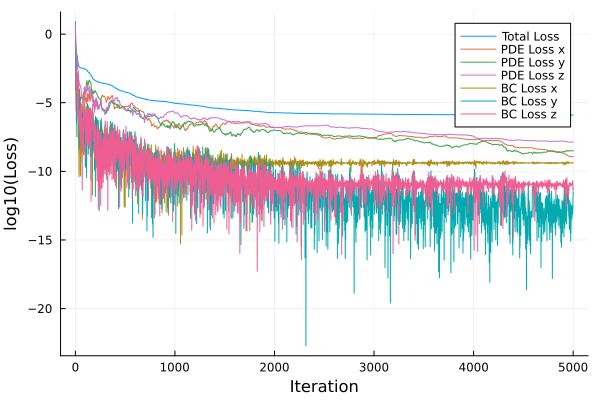 Total Loss
PDE Loss x
PDE Loss y
PDE Loss z
BC Loss x
BC Loss y
BC Loss z
log10(Loss)
0
−5
−10
−15
−20
0 1000 2000 3000 4000 5000
Iteration